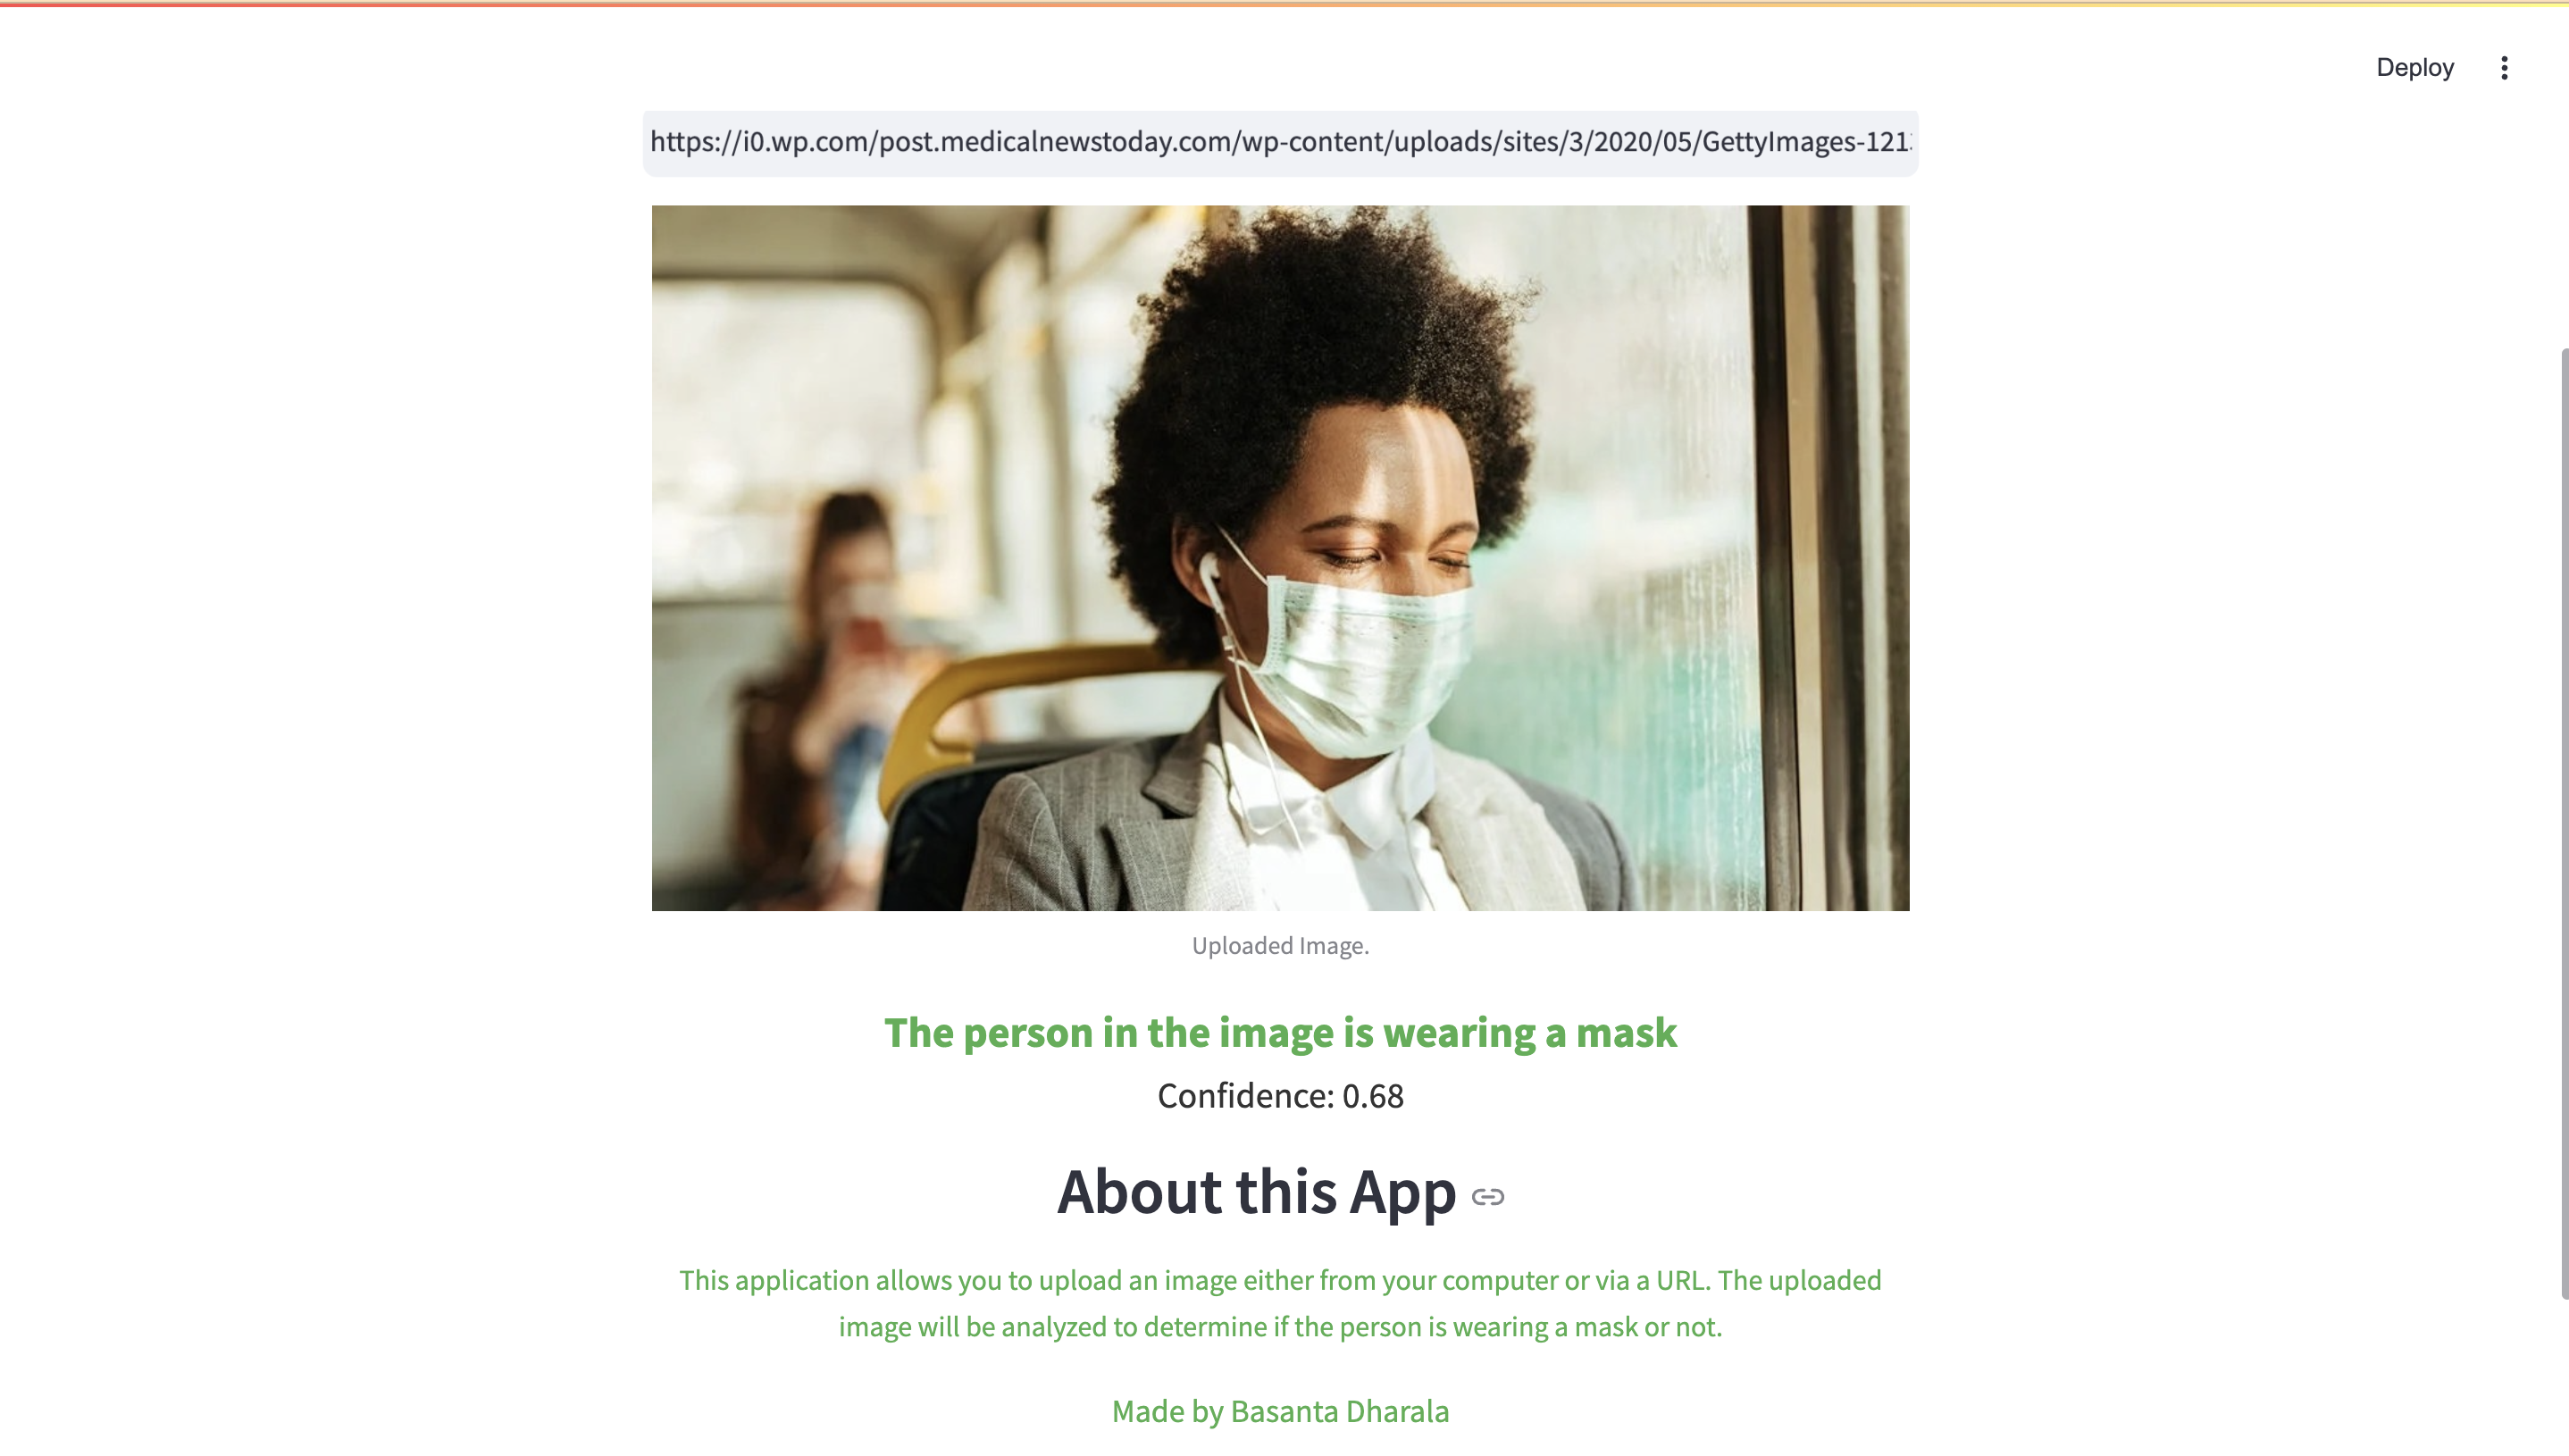 Deploy
https://i0.wp.com/post.medicalnewstoday.com/wp-content/uploads/sites/3/2020/05/GettyImages-121
Uploaded Image.
The person in the image is wearing a mask
Confidence: 0.68
About this App
This application allows you to upload an image either from your computer or via a URL. The uploaded
image will be analyzed to determine if the person is wearing a mask or not.
Made by Basanta Dharala